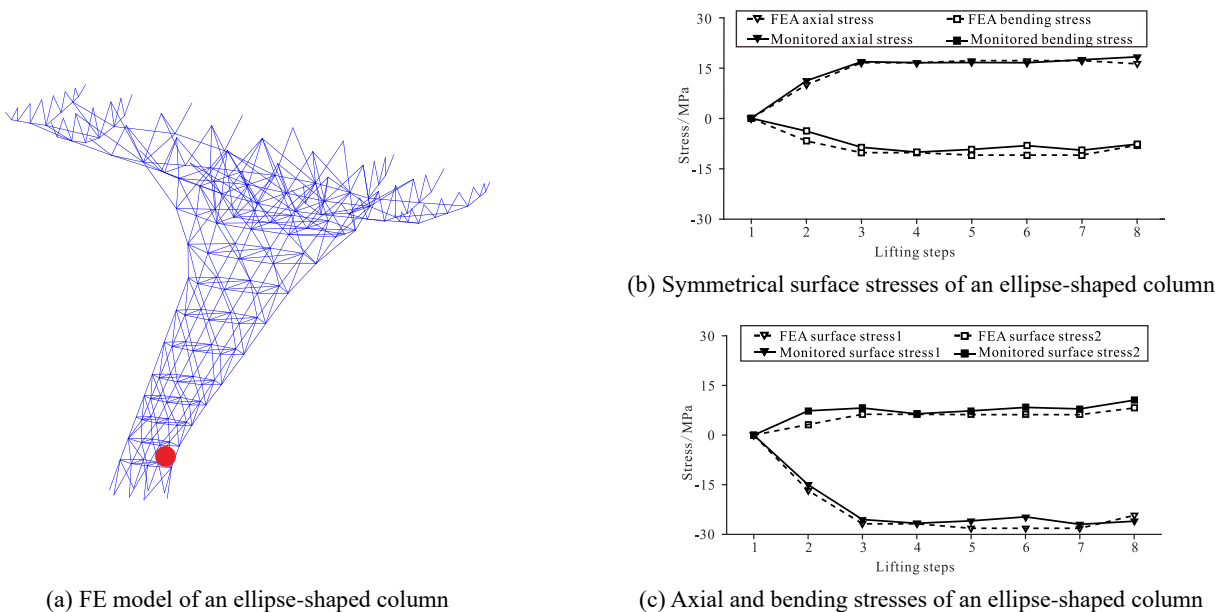 30
15
0
-15
-30
Stress/MPa
FEA axial stress
FEA bending stress
Monitored axial stress
Monitored bending stress
1 2 3 4 5 6 7 8
Lifting steps
(b) Symmetrical surface stresses of an ellipse-shaped column
30
15
0
-15
-30
Stress/MPa
FEA surface stress1
FEA surface stress2
Monitored surface stress1
Monitored surface stress2
1 2 3 4 5 6 7 8
Lifting steps
(a) FE model of an ellipse-shaped column
(c) Axial and bending stresses of an ellipse-shaped column